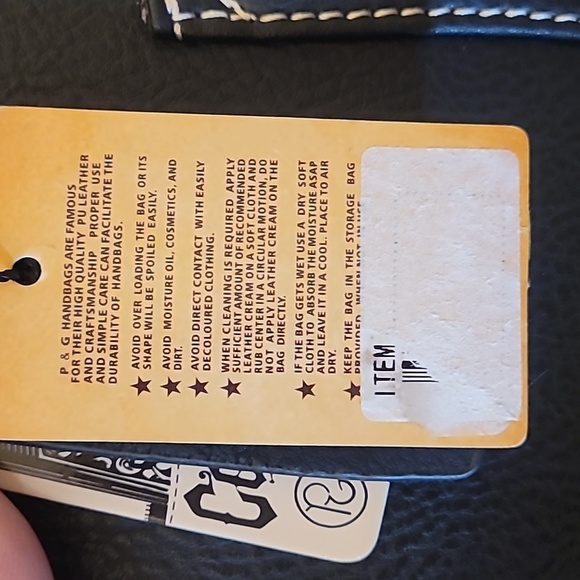 P & G HANDBAGS ARE FAMOUS
FOR THEIR HIGH QUALITY PU LEATHER
AND CRAFTSMANSHIP PROPER USE
AND SIMPLE CARE CAN FACILITATE THE
DURABILITY OF HANDBAGS.
★ AVOID OVER LOADING THE BAG OR ITS
SHAPE WILL BE SPOILED EASILY.
★ AVOID MOISTURE OIL, COSMETICS, AND
DIRT.
★ AVOID DIRECT CONTACT WITH EASILY
DECOLOURED CLOTHING.
★ WHEN CLEANING IS REQUIRED APPLY
SUFFICIENT AMOUNT OF RECOMMENDED
LEATHER CREAM ON A SOFT CLOTH AND
RUB CENTER IN A CIRCULAR MOTION, DO
NOT APPLY LEATHER CREAM ON THE
BAG DIRECTLY.
★ IF THE BAG GETS WET USE A DRY SOFT
CLOTH TO ABSORB THE MOISTURE ASAP
AND LEAVE IT IN A COOL. PLACE TO AIR
DRY.
★ KEEP THE BAG IN THE STORAGE BAG
PROVIDED WHEN NOT IN USE
ITEM